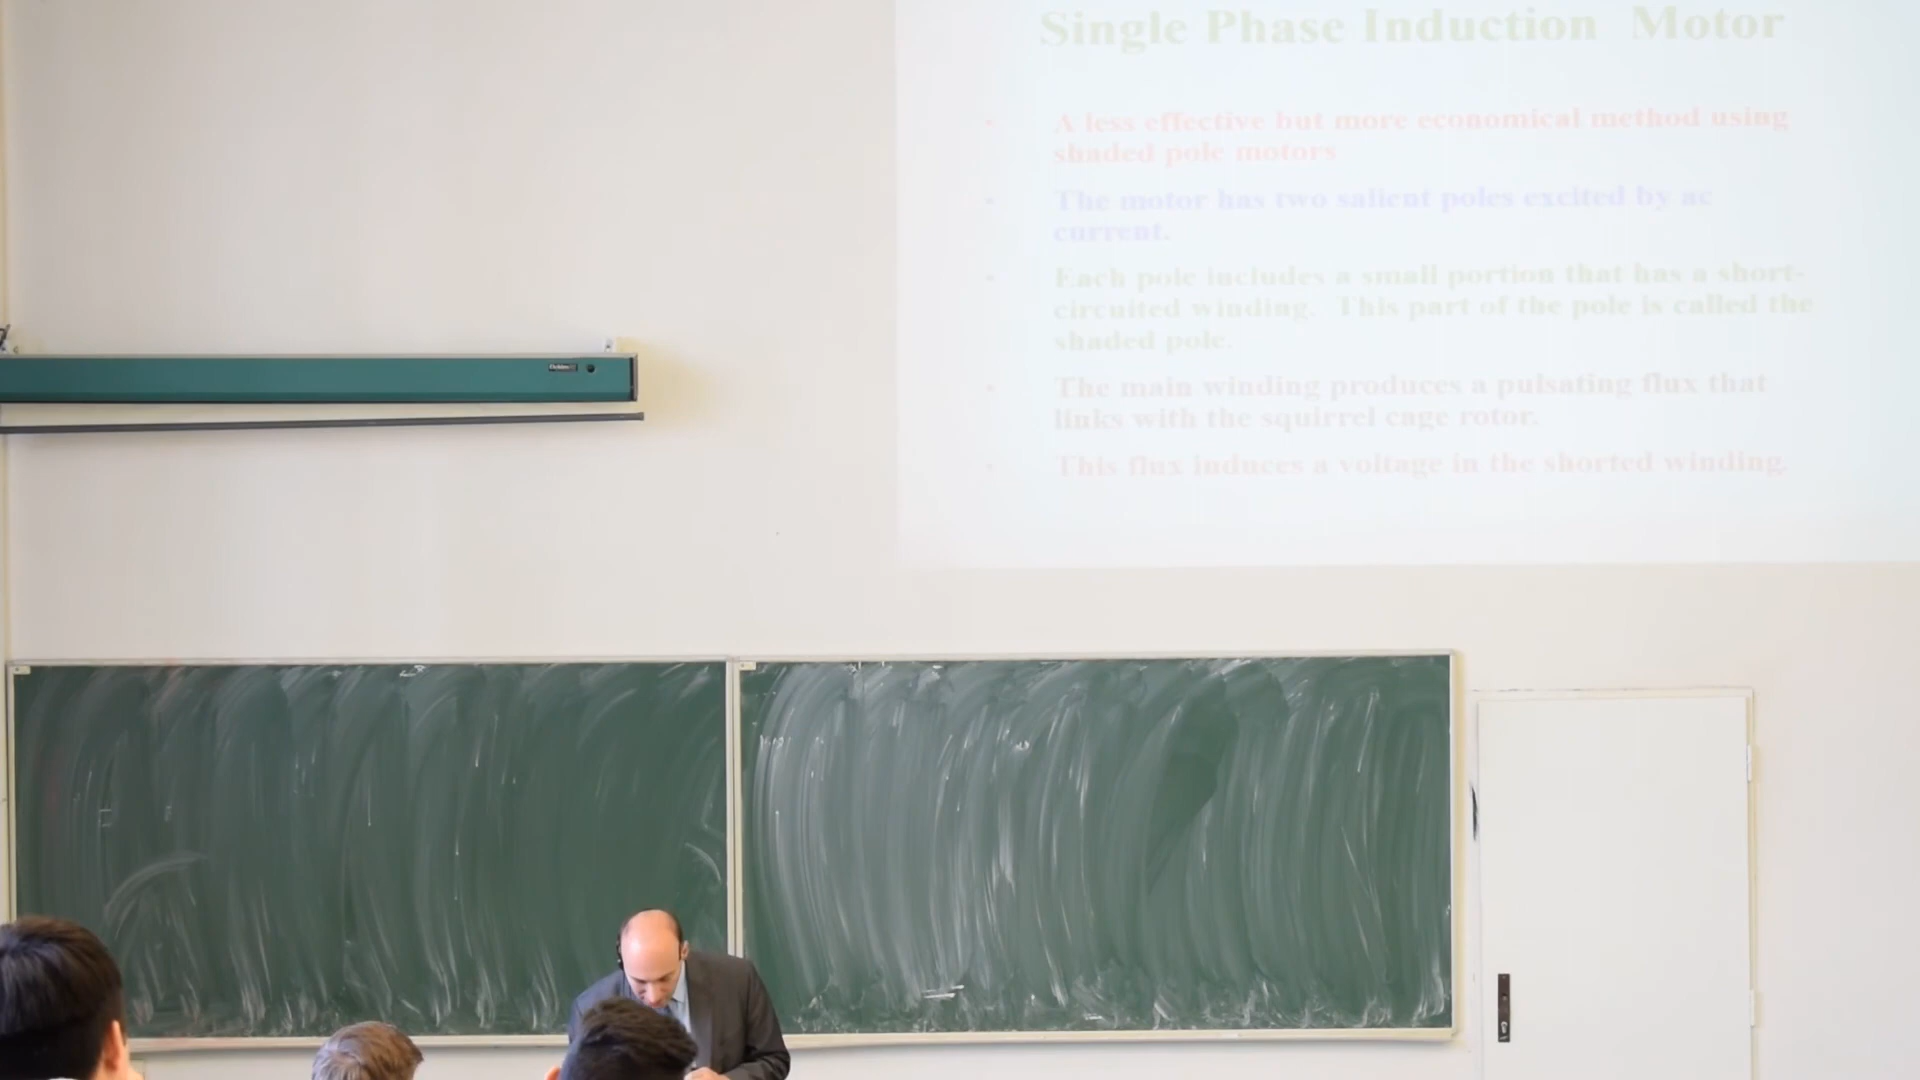 Single Phase Induction Motor
• A less effective but more economical method using
shaded pole motors
• The motor has two salient poles excited by ac
current.
• Each pole includes a small portion that has a short-
circuited winding. This part of the pole is called the
shaded pole.
• The main winding produces a pulsating flux that
links with the squirrel cage rotor.
• This flux induces a voltage in the shorted winding.